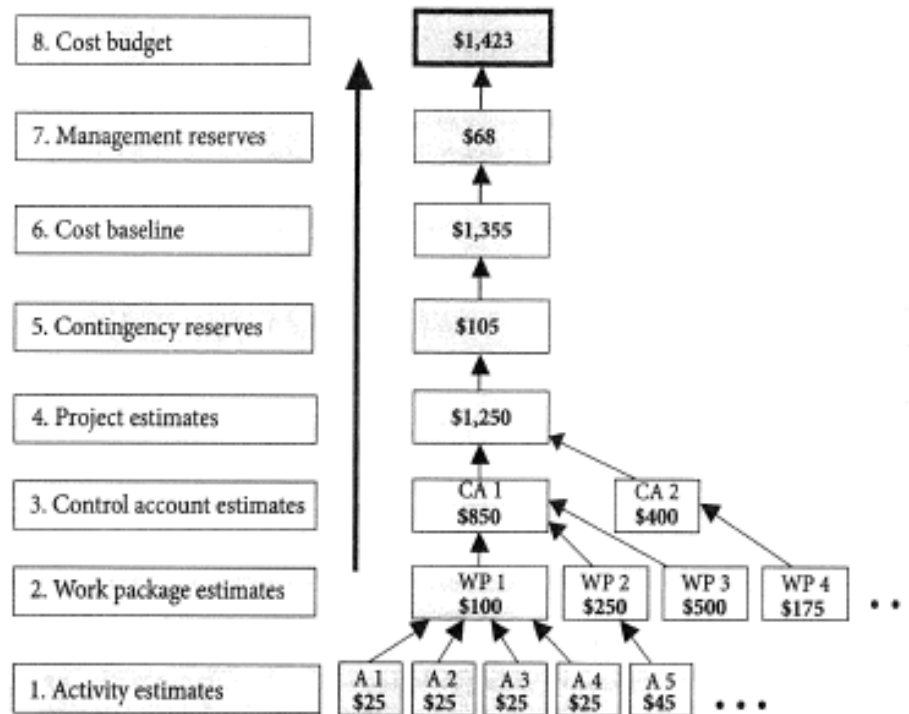 8. Cost budget
$1,423
7. Management reserves
$68
6. Cost baseline
$1,355
5. Contingency reserves
$105
4. Project estimates
$1,250
3. Control account estimates
CA 1
$850
CA 2
$400
2. Work package estimates
WP 1
$100
WP 2
$250
WP 3
$500
WP 4
$175
• •
1. Activity estimates
A 1
$25
A 2
$25
A 3
$25
A 4
$25
A 5
$45
• • •